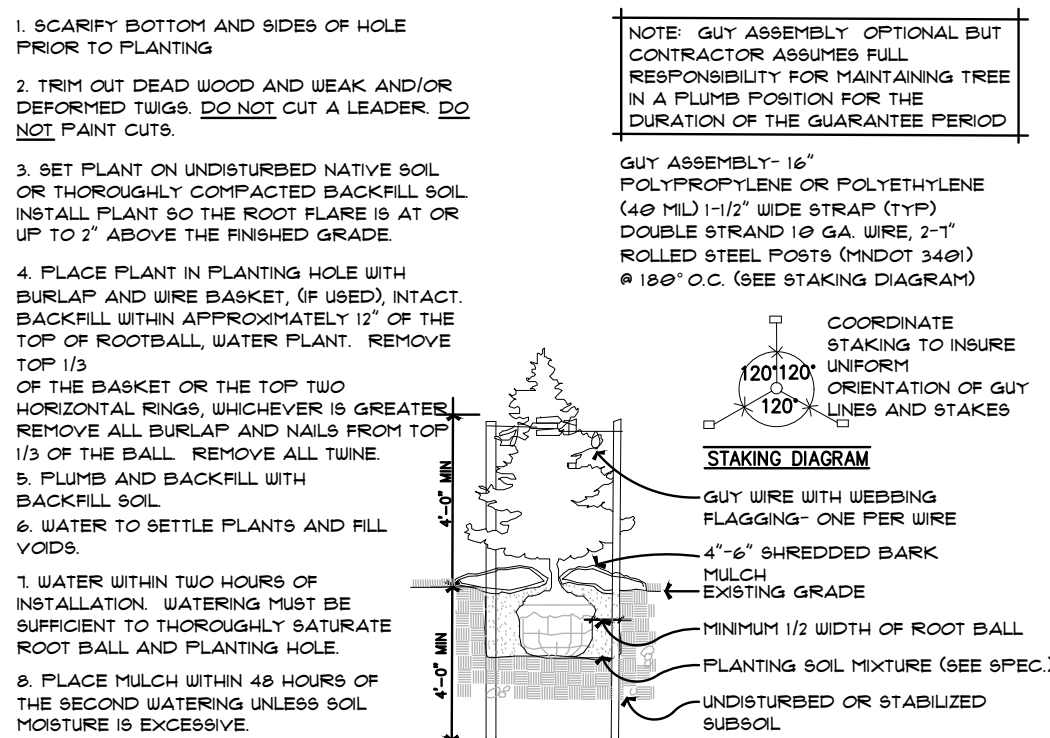 1. SCARIFY BOTTOM AND SIDES OF HOLE
PRIOR TO PLANTING
2. TRIM OUT DEAD WOOD AND WEAK AND/OR
DEFORMED TWIGS. DO NOT CUT A LEADER. DO
NOT PAINT CUTS.
3. SET PLANT ON UNDISTURBED NATIVE SOIL
OR THOROUGHLY COMPACTED BACKFILL SOIL.
INSTALL PLANT SO THE ROOT FLARE IS AT OR
UP TO 2" ABOVE THE FINISHED GRADE.
4. PLACE PLANT IN PLANTING HOLE WITH
BURLAP AND WIRE BASKET, (IF USED), INTACT.
BACKFILL WITHIN APPROXIMATELY 12" OF THE
TOP OF ROOTBALL, WATER PLANT. REMOVE
TOP 1/3
OF THE BASKET OR THE TOP TWO
HORIZONTAL RINGS, WHICHEVER IS GREATER.
REMOVE ALL BURLAP AND NAILS FROM TOP
1/3 OF THE BALL. REMOVE ALL TWINE.
5. PLUMB AND BACKFILL WITH
BACKFILL SOIL.
6. WATER TO SETTLE PLANTS AND FILL
VOIDS.
7. WATER WITHIN TWO HOURS OF
INSTALLATION. WATERING MUST BE
SUFFICIENT TO THOROUGHLY SATURATE
ROOT BALL AND PLANTING HOLE.
8. PLACE MULCH WITHIN 48 HOURS OF
THE SECOND WATERING UNLESS SOIL
MOISTURE IS EXCESSIVE.
NOTE: GUY ASSEMBLY OPTIONAL BUT
CONTRACTOR ASSUMES FULL
RESPONSIBILITY FOR MAINTAINING TREE
IN A PLUMB POSITION FOR THE
DURATION OF THE GUARANTEE PERIOD
GUY ASSEMBLY- 16"
POLYPROPYLENE OR POLYETHYLENE
(40 MIL) 1-1/2" WIDE STRAP (TYP)
DOUBLE STRAND 10 GA. WIRE, 2-7"
ROLLED STEEL POSTS (MNDOT 3401)
@ 180° O.C. (SEE STAKING DIAGRAM)
COORDINATE
STAKING TO INSURE
UNIFORM
ORIENTATION OF GUY
LINES AND STAKES
120° 120°
120°
STAKING DIAGRAM
GUY WIRE WITH WEBBING
FLAGGING- ONE PER WIRE
4"-6" SHREDDED BARK
MULCH
EXISTING GRADE
MINIMUM 1/2 WIDTH OF ROOT BALL
PLANTING SOIL MIXTURE (SEE SPEC.)
UNDISTURBED OR STABILIZED
SUBSOIL
4'-0" MIN
4'-0" MIN